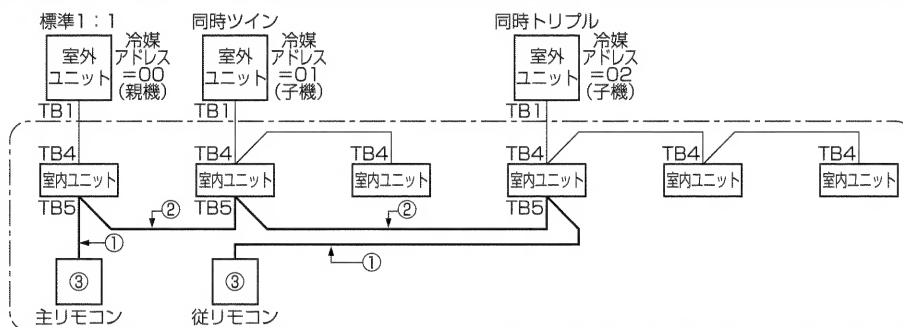 標準1:1
室外
ユニット
冷媒
アドレス
=00
(親機)
TB1
同時ツイン
室外
ユニット
冷媒
アドレス
=01
(子機)
TB1
同時トリプル
室外
ユニット
冷媒
アドレス
=02
(子機)
TB1
TB4
室内ユニット
TB5
TB4
室内ユニット
TB5
TB4
室内ユニット
TB4
室内ユニット
TB5
TB4
室内ユニット
TB4
室内ユニット
②
②
①
①
③
主リモコン
③
従リモコン